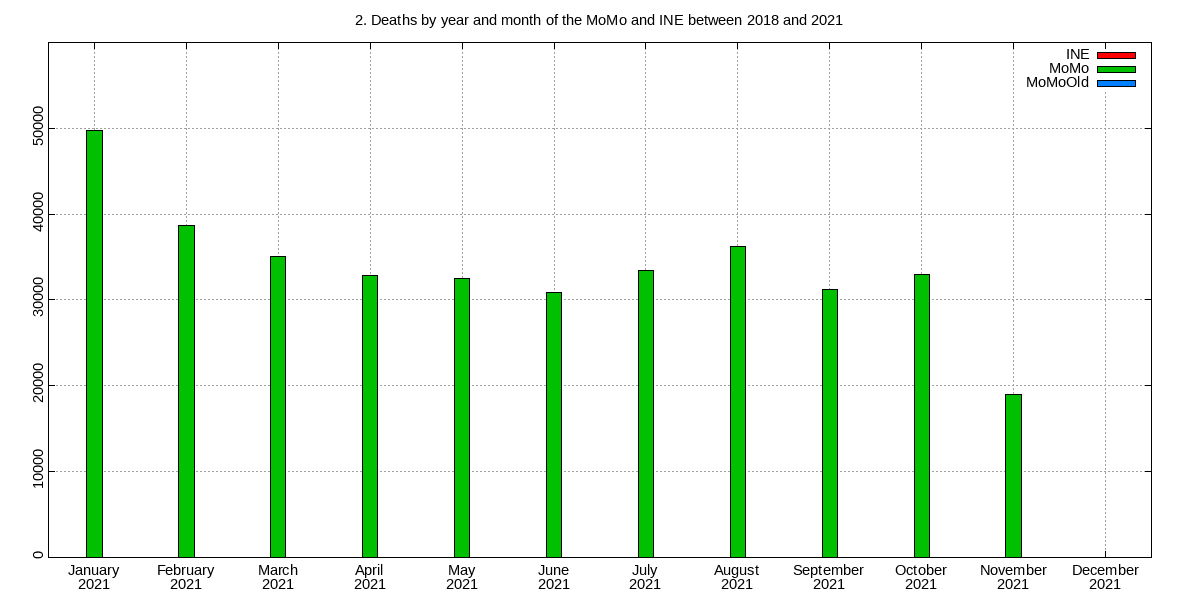 2. Deaths by year and month of the MoMo and INE between 2018 and 2021
INE
MoMo
MoMoOld
50000
40000
30000
20000
10000
0
January February March April May June July August September October November December
2021 2021 2021 2021 2021 2021 2021 2021 2021 2021 2021 2021